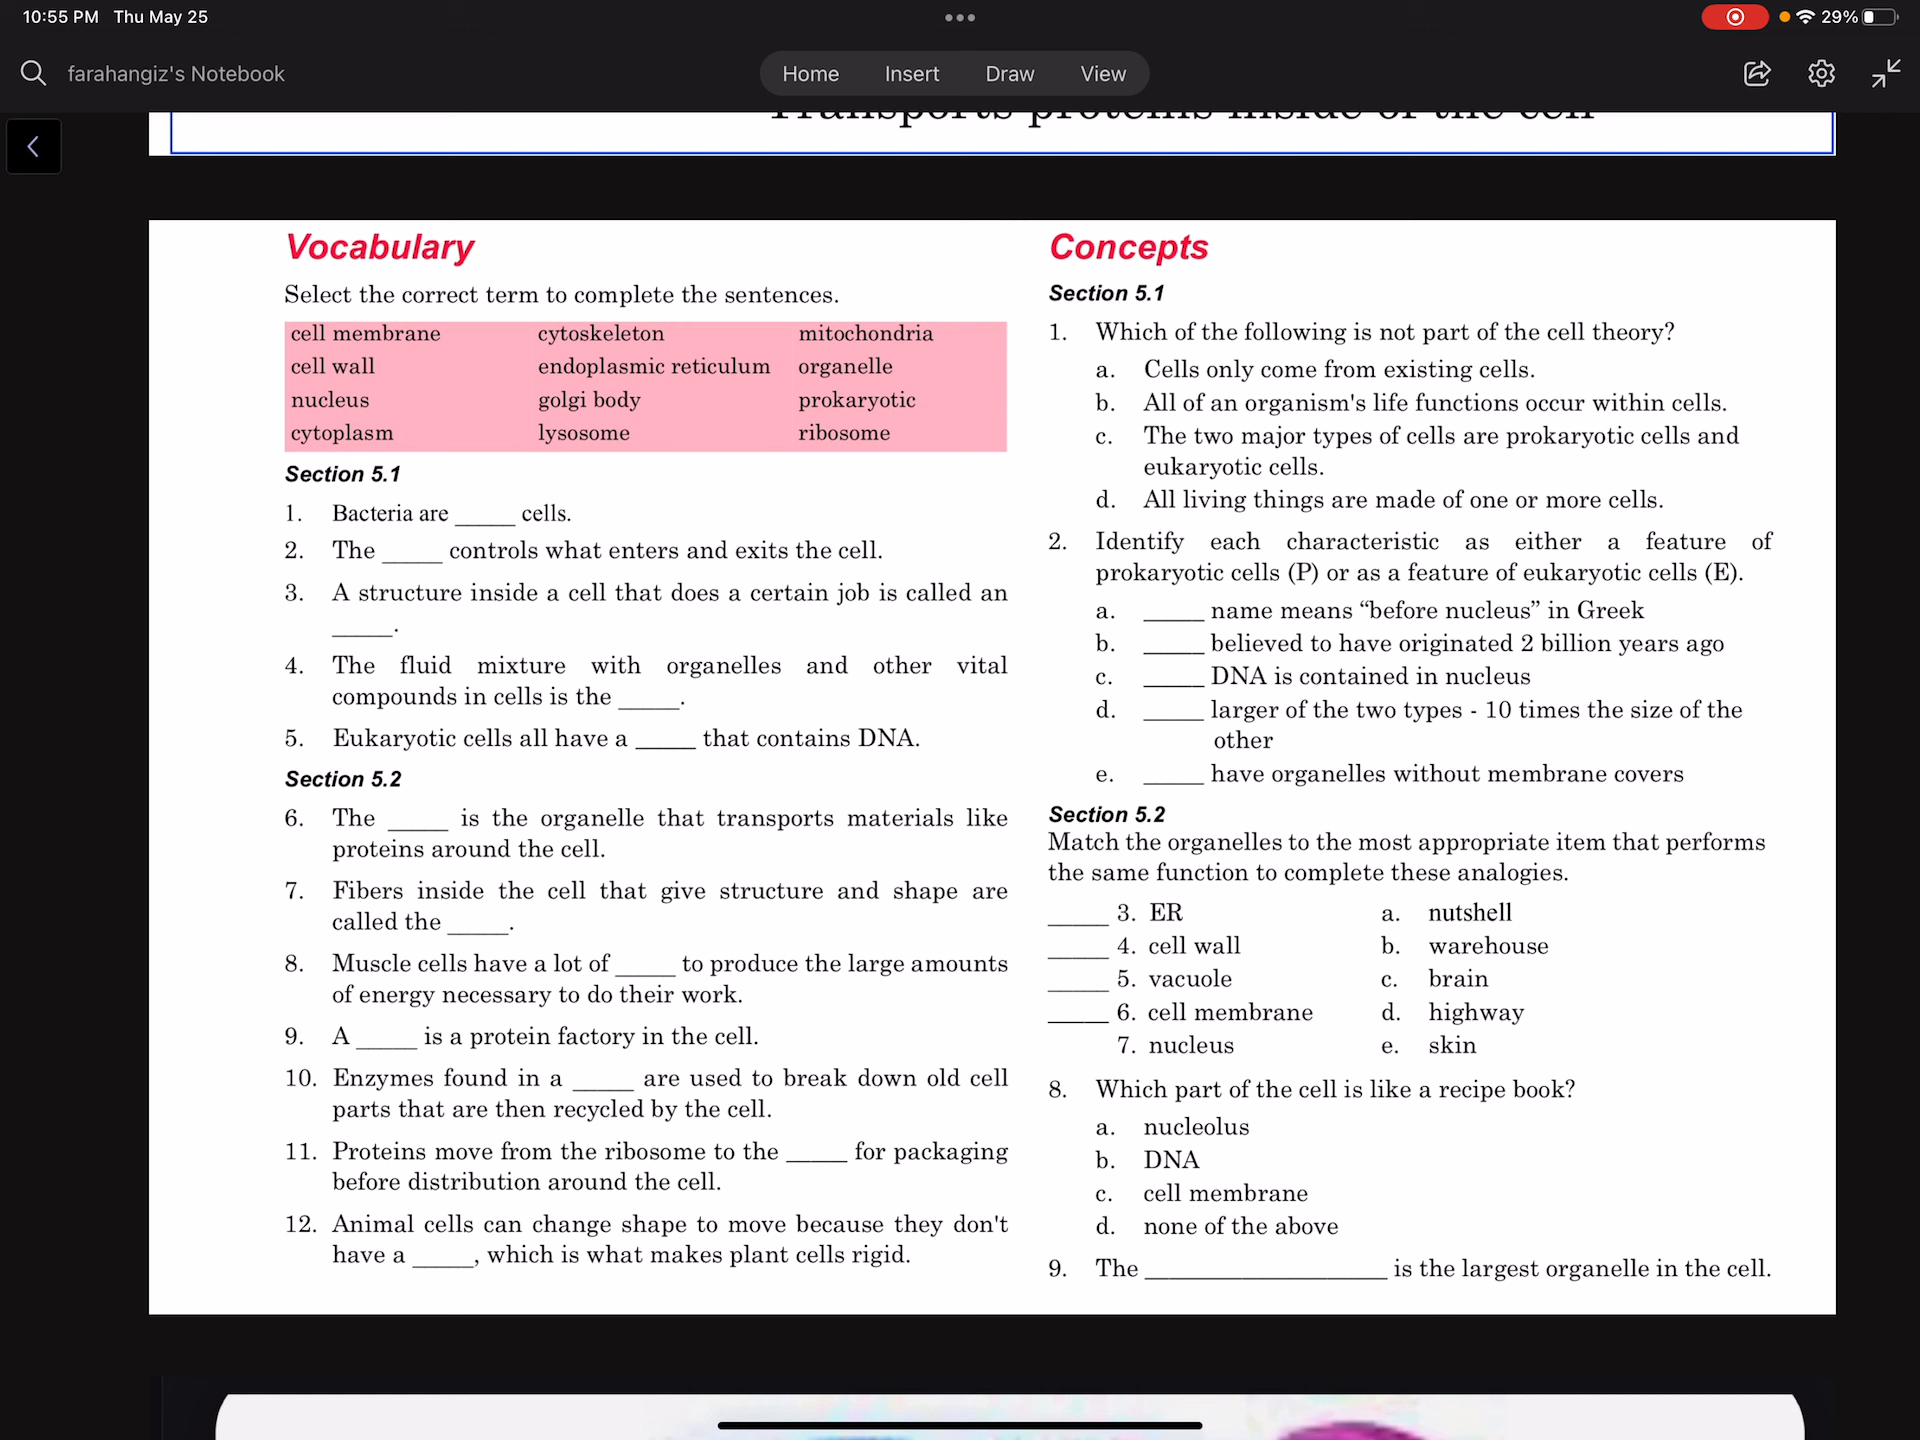 10:55 PM Thu May 25
29%
farahangiz's Notebook
Home Insert Draw View
Transports proteins inside of the cell
Vocabulary
Select the correct term to complete the sentences.
cell membrane cytoskeleton mitochondria
cell wall endoplasmic reticulum organelle
nucleus golgi body prokaryotic
cytoplasm lysosome ribosome
Section 5.1
1. Bacteria are _____ cells.
2. The _____ controls what enters and exits the cell.
3. A structure inside a cell that does a certain job is called an
_____.
4. The fluid mixture with organelles and other vital
compounds in cells is the _____.
5. Eukaryotic cells all have a _____ that contains DNA.
Section 5.2
6. The _____ is the organelle that transports materials like
proteins around the cell.
7. Fibers inside the cell that give structure and shape are
called the _____.
8. Muscle cells have a lot of _____ to produce the large amounts
of energy necessary to do their work.
9. A _____ is a protein factory in the cell.
10. Enzymes found in a _____ are used to break down old cell
parts that are then recycled by the cell.
11. Proteins move from the ribosome to the _____ for packaging
before distribution around the cell.
12. Animal cells can change shape to move because they don't
have a _____, which is what makes plant cells rigid.
Concepts
Section 5.1
1. Which of the following is not part of the cell theory?
a. Cells only come from existing cells.
b. All of an organism's life functions occur within cells.
c. The two major types of cells are prokaryotic cells and
eukaryotic cells.
d. All living things are made of one or more cells.
2. Identify each characteristic as either a feature of
prokaryotic cells (P) or as a feature of eukaryotic cells (E).
a. _____ name means “before nucleus” in Greek
b. _____ believed to have originated 2 billion years ago
c. _____ DNA is contained in nucleus
d. _____ larger of the two types - 10 times the size of the
other
e. _____ have organelles without membrane covers
Section 5.2
Match the organelles to the most appropriate item that performs
the same function to complete these analogies.
_____ 3. ER a. nutshell
_____ 4. cell wall b. warehouse
_____ 5. vacuole c. brain
_____ 6. cell membrane d. highway
7. nucleus e. skin
8. Which part of the cell is like a recipe book?
a. nucleolus
b. DNA
c. cell membrane
d. none of the above
9. The ____________________ is the largest organelle in the cell.